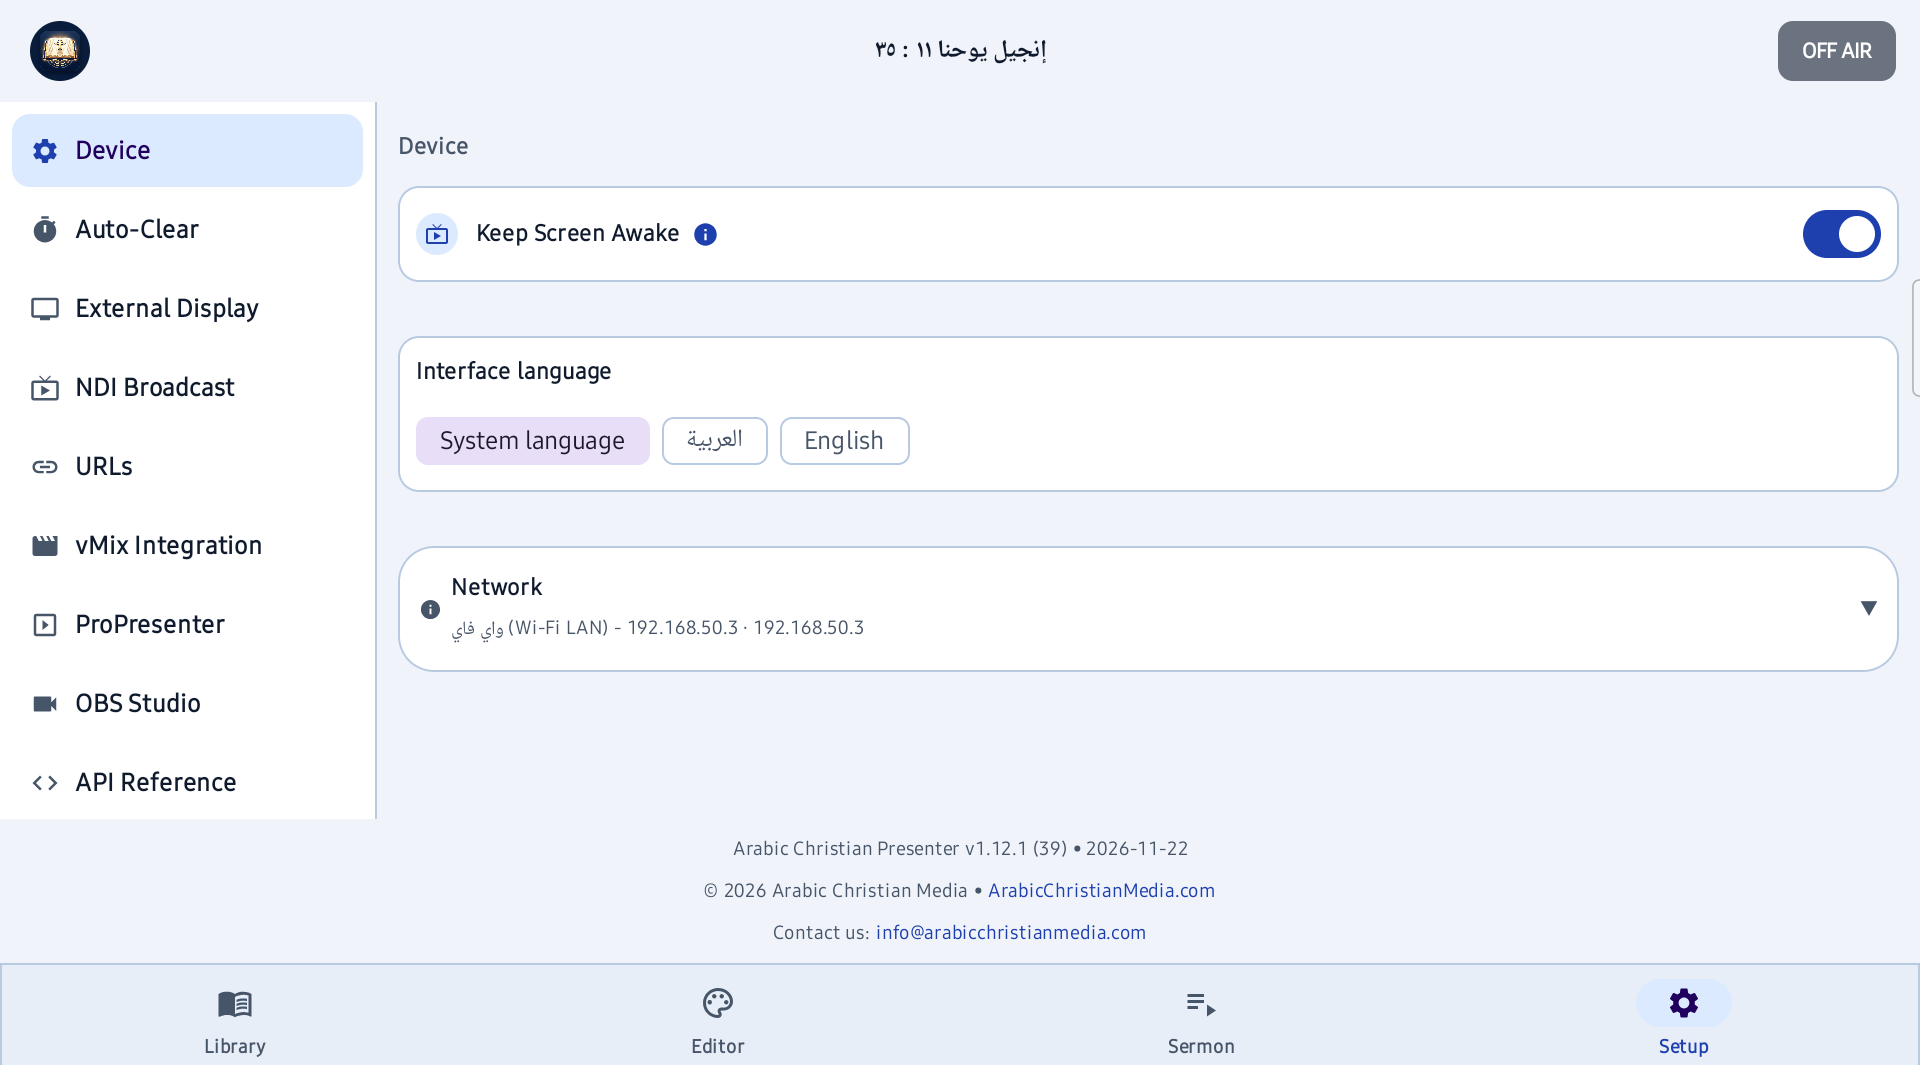 إنجيل يوحنا ١١ : ٣٥
OFF AIR
Device
Auto-Clear
External Display
NDI Broadcast
URLs
vMix Integration
ProPresenter
OBS Studio
API Reference
Device
Keep Screen Awake
Interface language
System language
العربية
English
Network
واي فاي (Wi-Fi LAN) - 192.168.50.3 · 192.168.50.3
Arabic Christian Presenter v1.12.1 (39) • 2026-11-22
© 2026 Arabic Christian Media • ArabicChristianMedia.com
Contact us: info@arabicchristianmedia.com
Library
Editor
Sermon
Setup